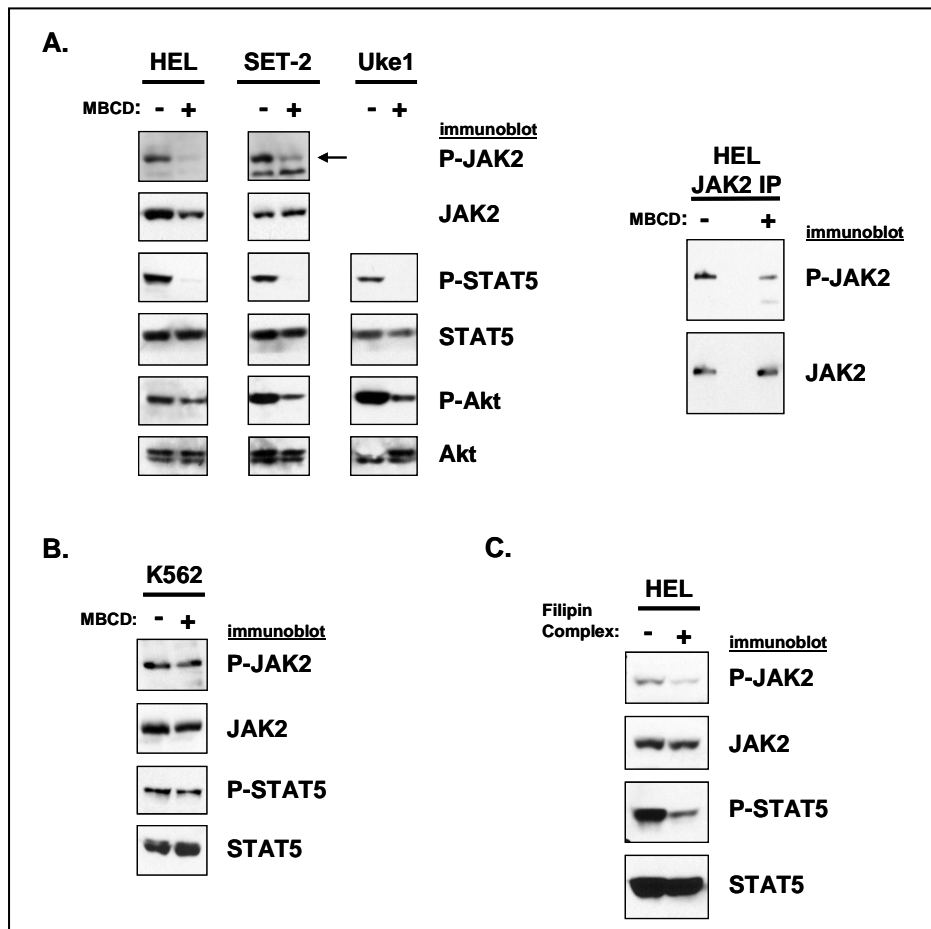 A.
HEL SET-2 Uke1
MBCD: - + - + - +
immunoblot
P-JAK2
JAK2
P-STAT5
STAT5
P-Akt
Akt
HEL
JAK2 IP
MBCD: - +
immunoblot
P-JAK2
JAK2
B.
K562
MBCD: - +
immunoblot
P-JAK2
JAK2
P-STAT5
STAT5
C.
HEL
Filipin
Complex: - +
immunoblot
P-JAK2
JAK2
P-STAT5
STAT5